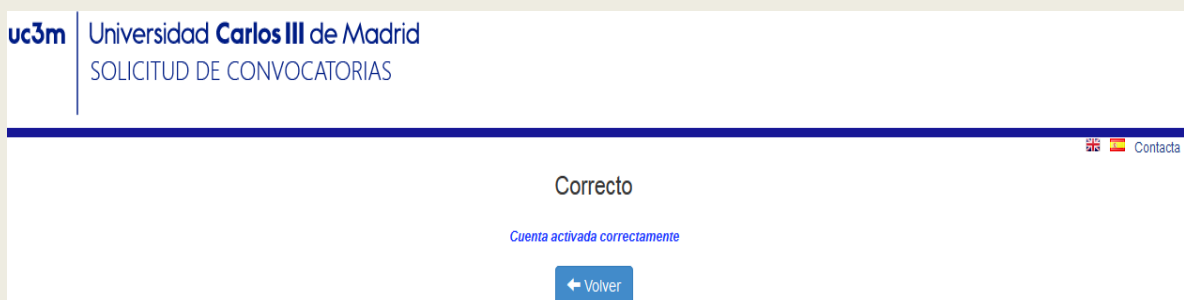 uc3m
Universidad Carlos III de Madrid
SOLICITUD DE CONVOCATORIAS
Contacta
Correcto
Cuenta activada correctamente
Volver